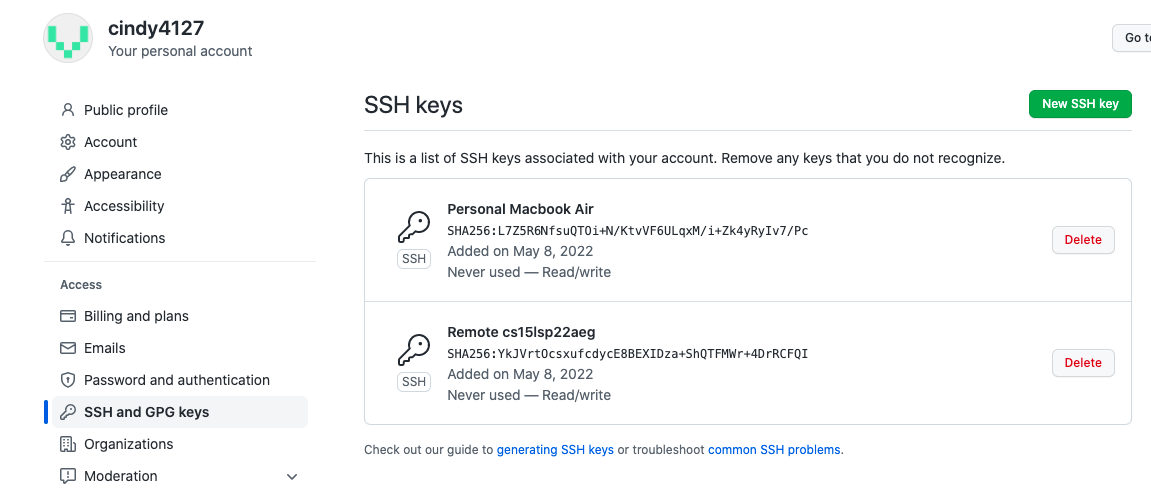 cindy4127
Your personal account
Go to
Public profile
Account
Appearance
Accessibility
Notifications
Access
Billing and plans
Emails
Password and authentication
SSH and GPG keys
Organizations
Moderation
SSH keys
New SSH key
This is a list of SSH keys associated with your account. Remove any keys that you do not recognize.
Personal Macbook Air
SHA256:L7Z5R6NfsuQTOi+N/KtvVF6ULqxM/i+Zk4yRyIv7/Pc
Added on May 8, 2022
Never used — Read/write
SSH
Delete
Remote cs15lsp22aeg
SHA256:YkJVrtOcsxufcdycE8BEXIDza+ShQTFMWr+4DrRCFQI
Added on May 8, 2022
Never used — Read/write
SSH
Delete
Check out our guide to generating SSH keys or troubleshoot common SSH problems.